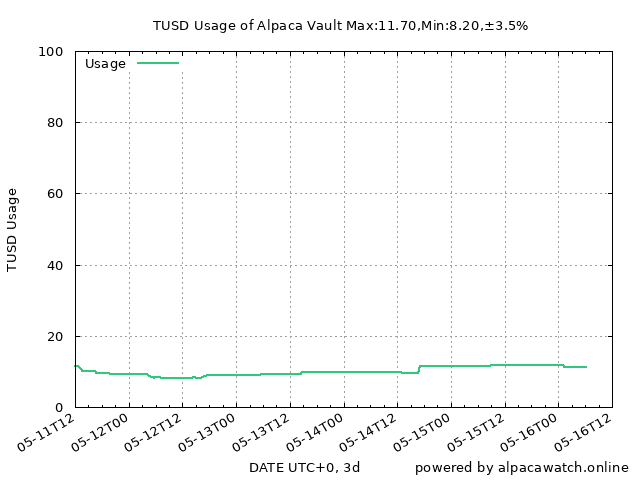 TUSD Usage of Alpaca Vault Max:11.70,Min:8.20,±3.5%
100
Usage
80
60
TUSD Usage
40
20
0
05-11T12 05-12T00 05-12T12 05-13T00 05-13T12 05-14T00 05-14T12 05-15T00 05-15T12 05-16T00 05-16T12
DATE UTC+0, 3d powered by alpacawatch.online